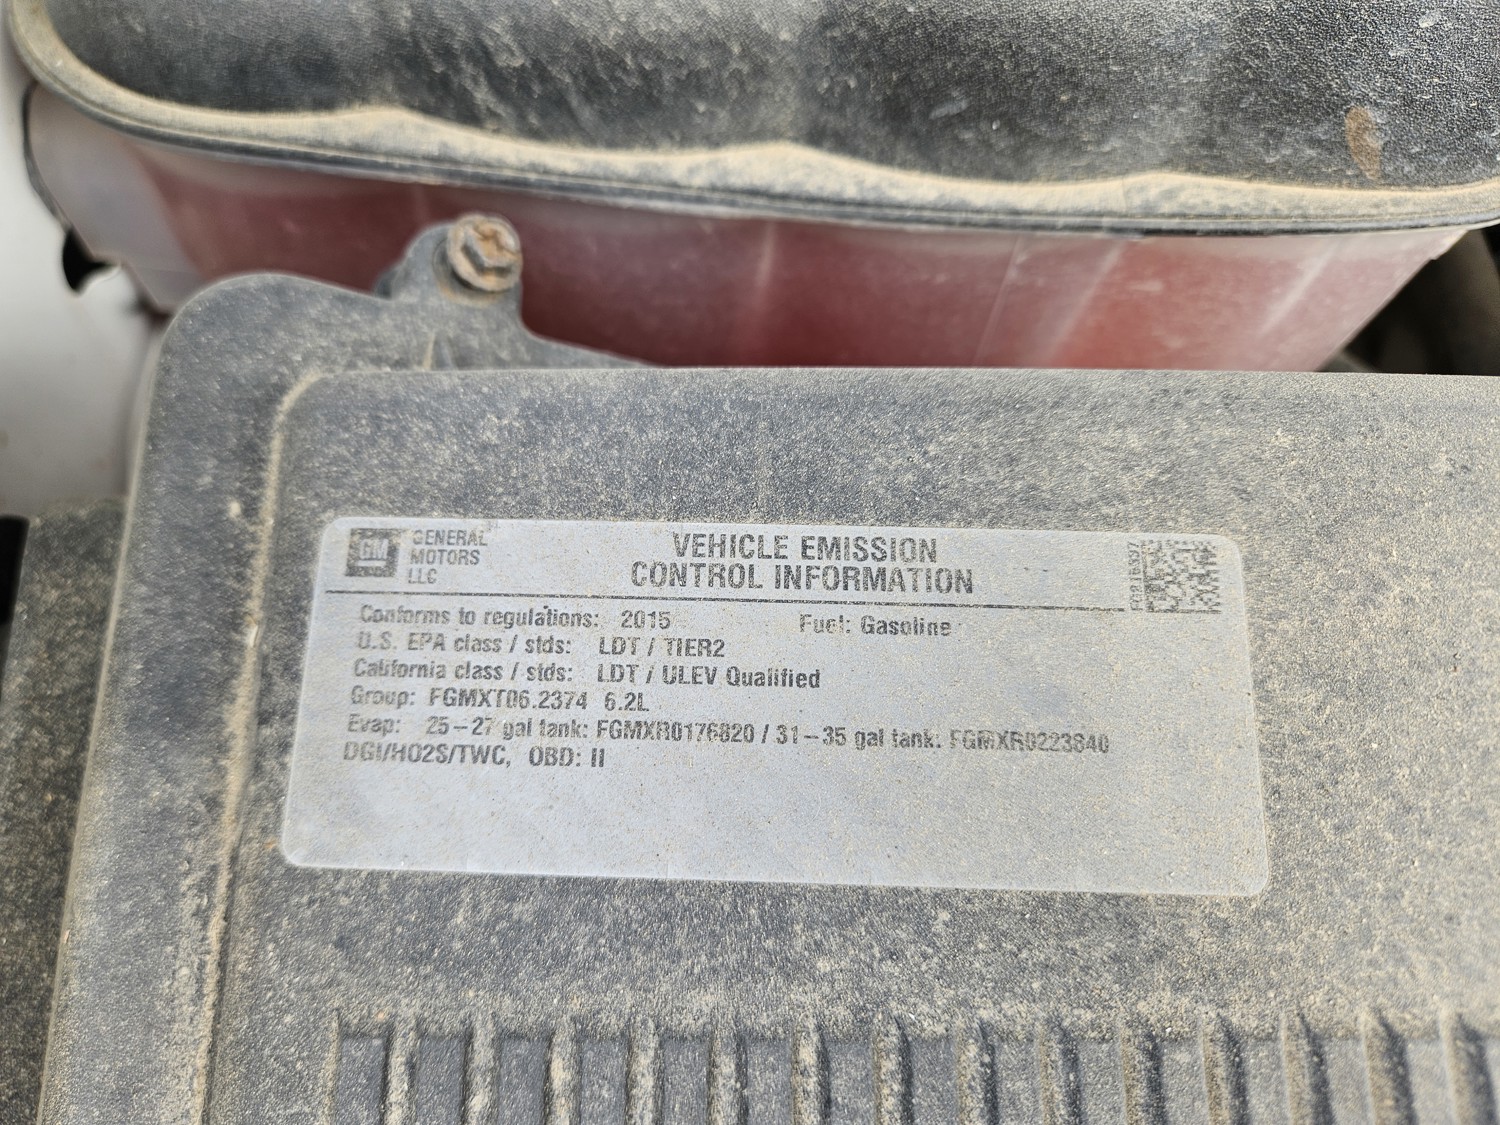 GM
GENERAL
MOTORS
LLC
VEHICLE EMISSION
CONTROL INFORMATION
Conforms to regulations: 2015 Fuel: Gasoline
U.S. EPA class / stds: LDT / TIER2
California class / stds: LDT / ULEV Qualified
Group: FGMXT06.2374 6.2L
Evap: 25-27 gal tank: FGMXR0176820 / 31-35 gal tank: FGMXR0223840
DGI/HO2S/TWC, OBD: II